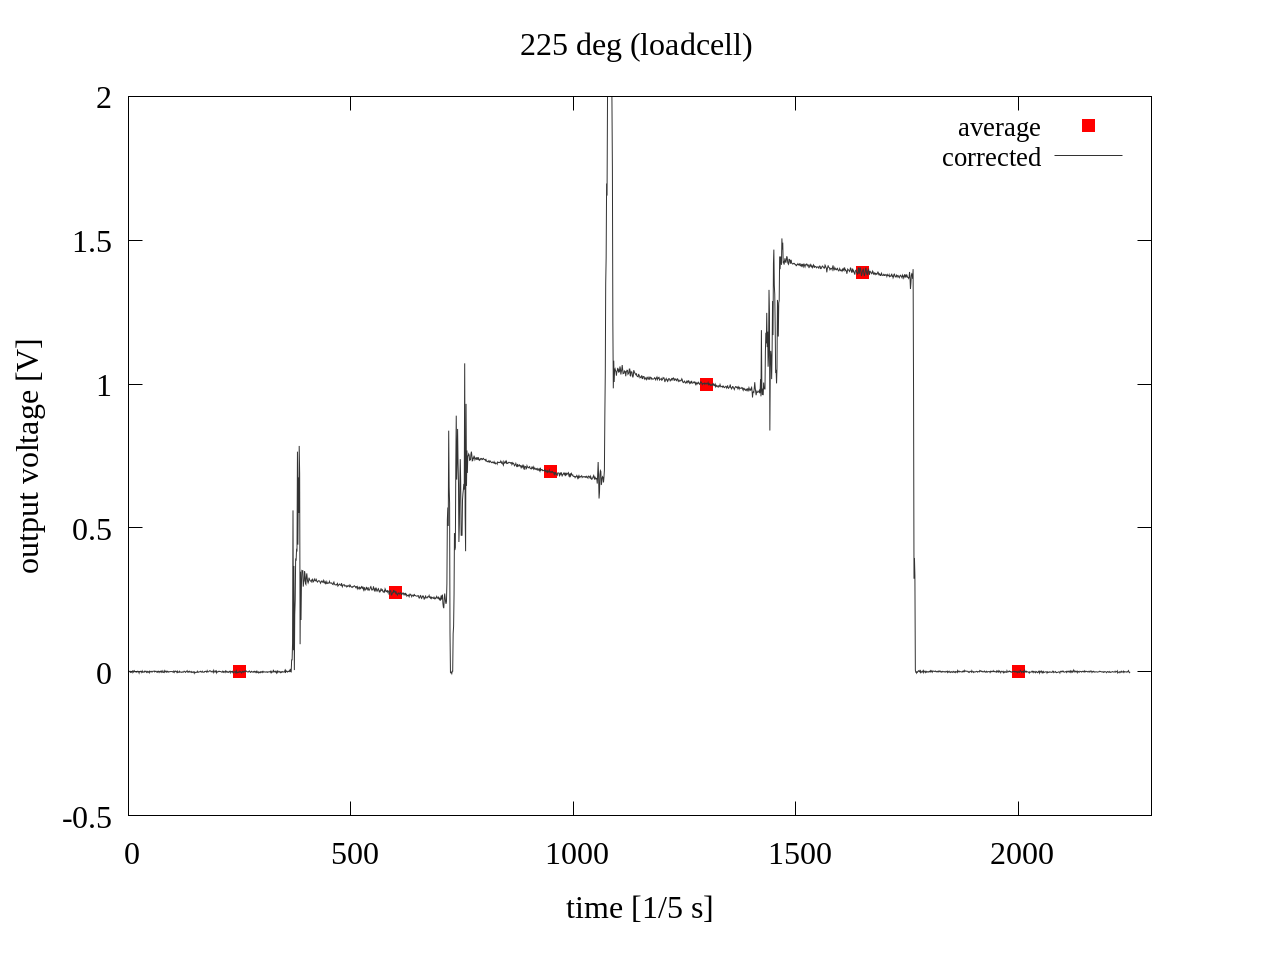 225 deg (loadcell)
average
corrected
2
1.5
1
0.5
0
-0.5
output voltage [V]
0 500 1000 1500 2000
time [1/5 s]